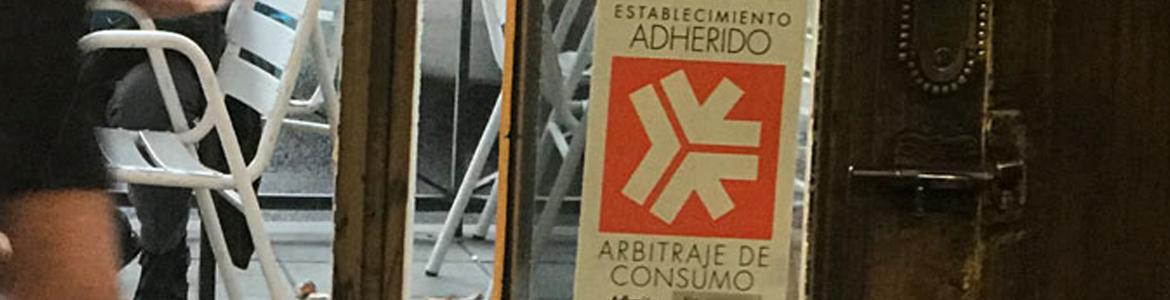 ESTABLECIMIENTO
ADHERIDO
ARBITRAJE DE
CONSUMO